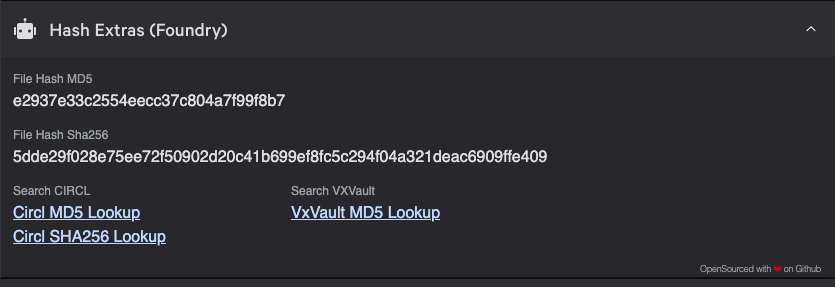 Hash Extras (Foundry)
File Hash MD5
e2937e33c2554eecc37c804a7f99f8b7
File Hash Sha256
5dde29f028e75ee72f50902d20c41b699ef8fc5c294f04a321deac6909ffe409
Search CIRCL
Search VXVault
Circl MD5 Lookup
VxVault MD5 Lookup
Circl SHA256 Lookup
OpenSourced with ❤ on Github